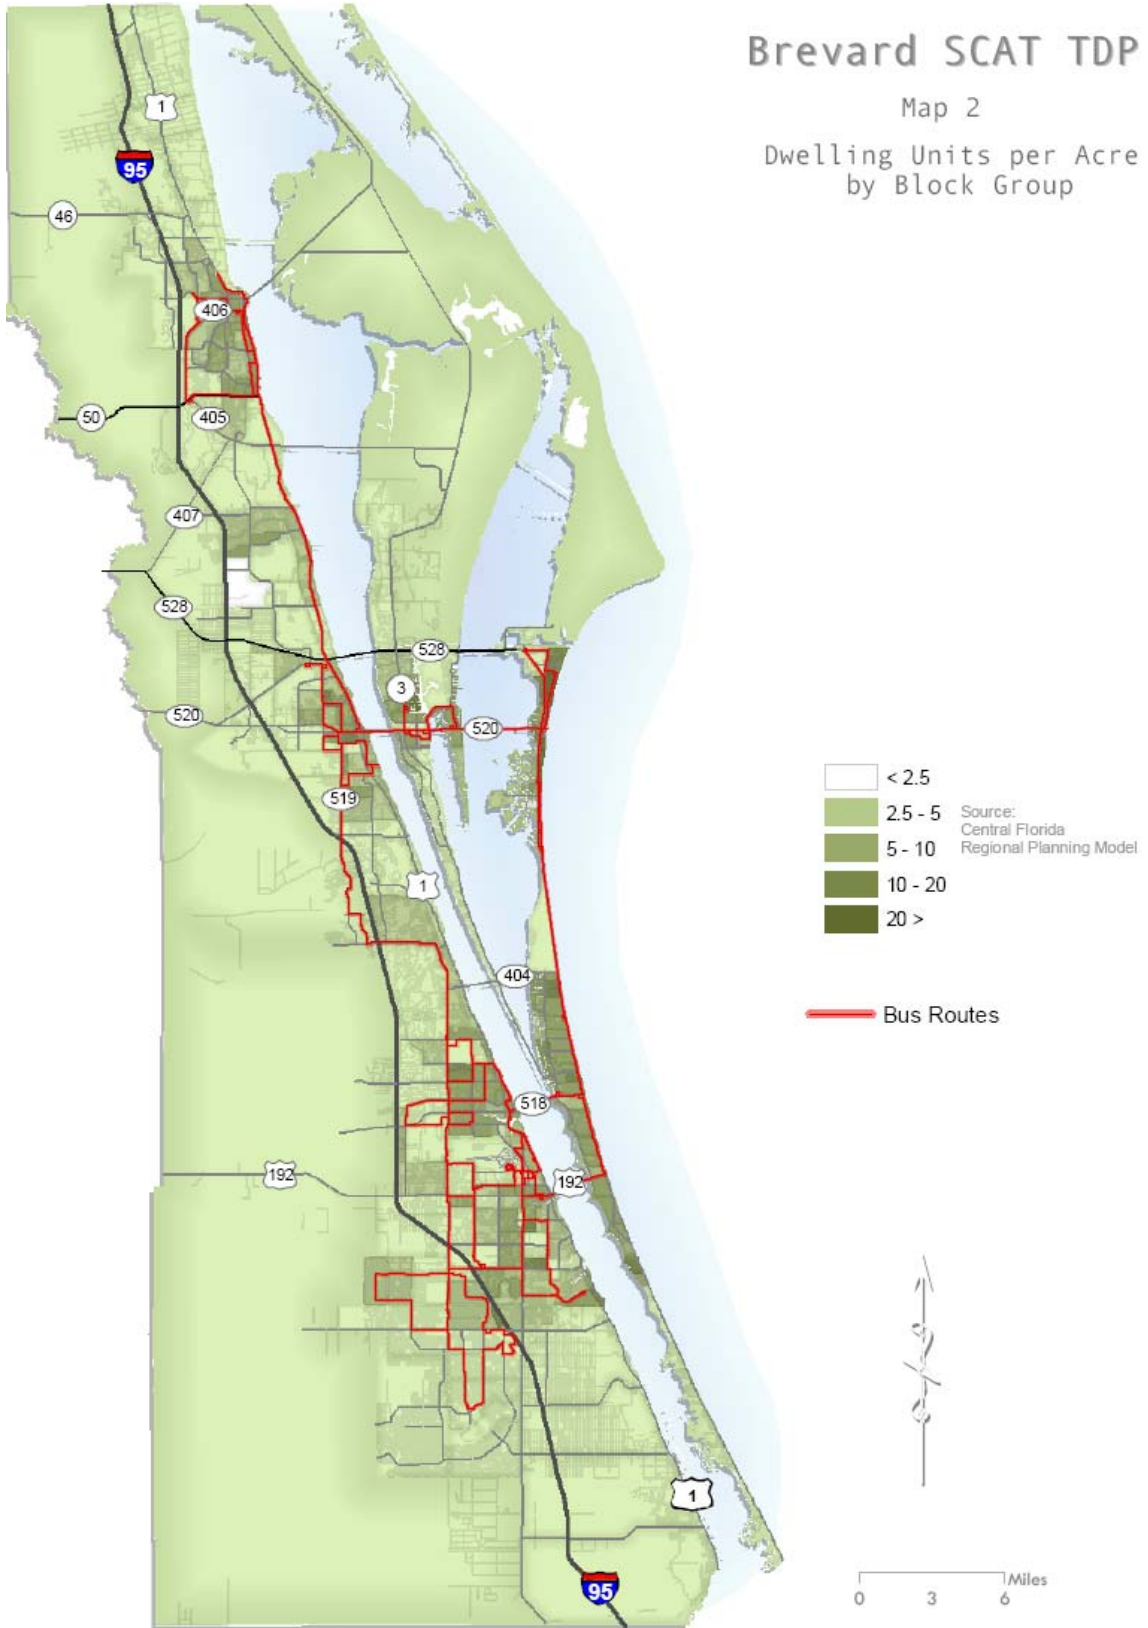 Brevard SCAT TDP
Map 2
Dwelling Units per Acre
by Block Group
1
95
46
406
50
405
407
528
528
3
520
520
519
< 2.5
2.5 - 5
5 - 10
10 - 20
20 >
Source:
Central Florida
Regional Planning Model
1
404
Bus Routes
518
192
192
1
95
Miles
0 3 6